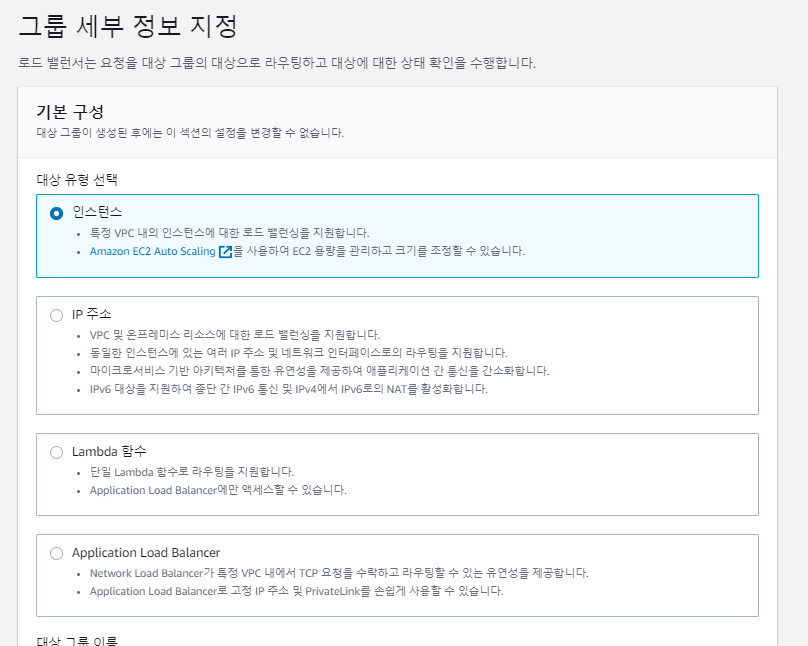 그룹 세부 정보 지정
로드 밸런서는 요청을 대상 그룹의 대상으로 라우팅하고 대상에 대한 상태 확인을 수행합니다.
기본 구성
대상 그룹이 생성된 후에는 이 섹션의 설정을 변경할 수 없습니다.
대상 유형 선택
인스턴스
• 특정 VPC 내의 인스턴스에 대한 로드 밸런싱을 지원합니다.
• Amazon EC2 Auto Scaling 을 사용하여 EC2 용량을 관리하고 크기를 조정할 수 있습니다.
IP 주소
• VPC 및 온프레미스 리소스에 대한 로드 밸런싱을 지원합니다.
• 동일한 인스턴스에 있는 여러 IP 주소 및 네트워크 인터페이스로의 라우팅을 지원합니다.
• 마이크로서비스 기반 아키텍처를 통한 유연성을 제공하여 애플리케이션 간 통신을 간소화합니다.
• IPv6 대상을 지원하여 종단 간 IPv6 통신 및 IPv4에서 IPv6로의 NAT를 활성화합니다.
Lambda 함수
• 단일 Lambda 함수로 라우팅을 지원합니다.
• Application Load Balancer에만 액세스할 수 있습니다.
Application Load Balancer
• Network Load Balancer가 특정 VPC 내에서 TCP 요청을 수락하고 라우팅할 수 있는 유연성을 제공합니다.
• Application Load Balancer로 고정 IP 주소 및 PrivateLink를 손쉽게 사용할 수 있습니다.
대상 그룹 이름